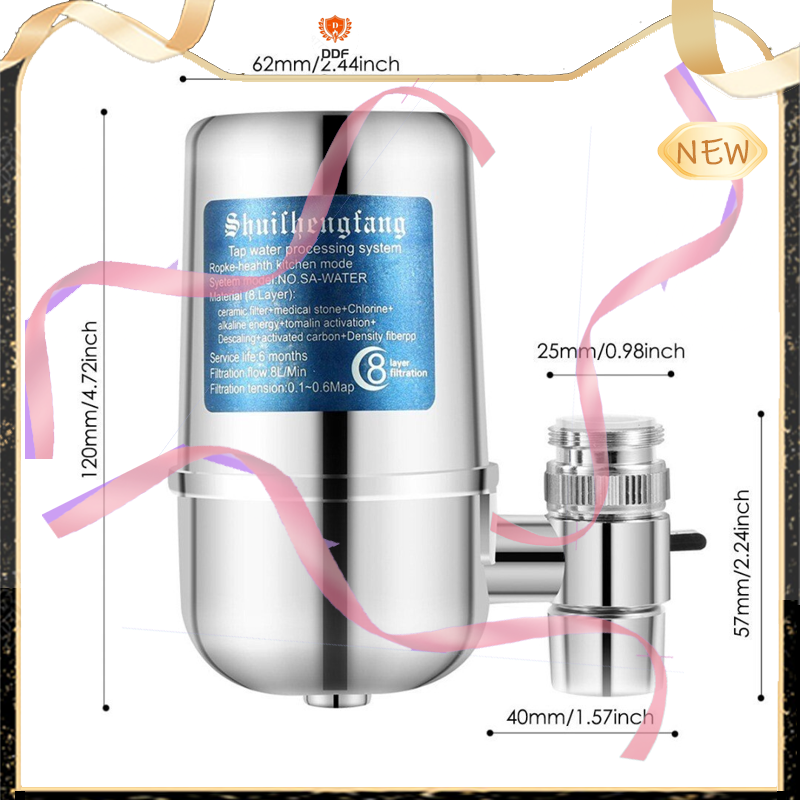 DDF
62mm/2.44inch
NEW
Shuishengfang
Tap water processing system
Ropke-heahth kitchen mode
Syetem model:NO.SA-WATER
Material (8 Layer):
ceramic filter+medical stone+Chlorine+
alkaline energy+tomalin activation+
Descaling+activated carbon+Density fiberpp
Service life:6 months
Filtration flow:8L/Min
Filtration tension:0.1~0.6Map
8 layer
filtration
120mm/4.72inch
25mm/0.98inch
57mm/2.24inch
40mm/1.57inch